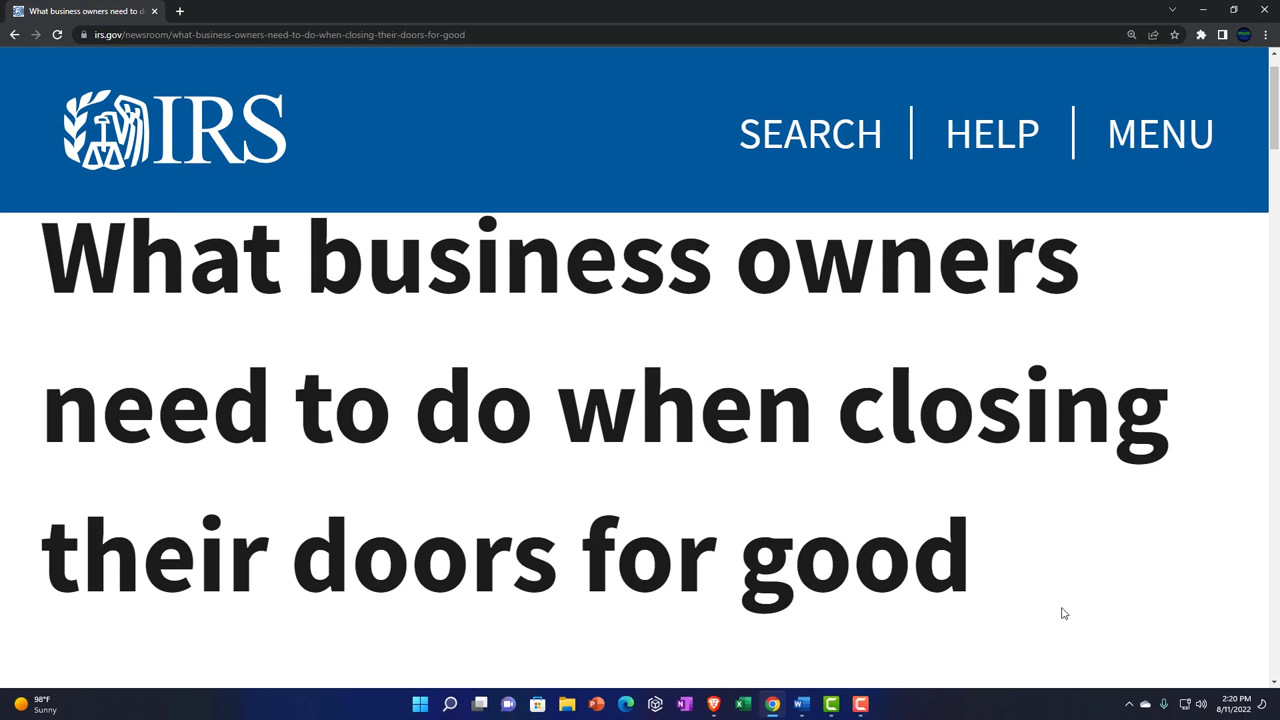 What business owners need to d
irs.gov/newsroom/what-business-owners-need-to-do-when-closing-their-doors-for-good
IRS
SEARCH
HELP
MENU
What business owners
need to do when closing
their doors for good
98°F
Sunny
2:20 PM
8/11/2022